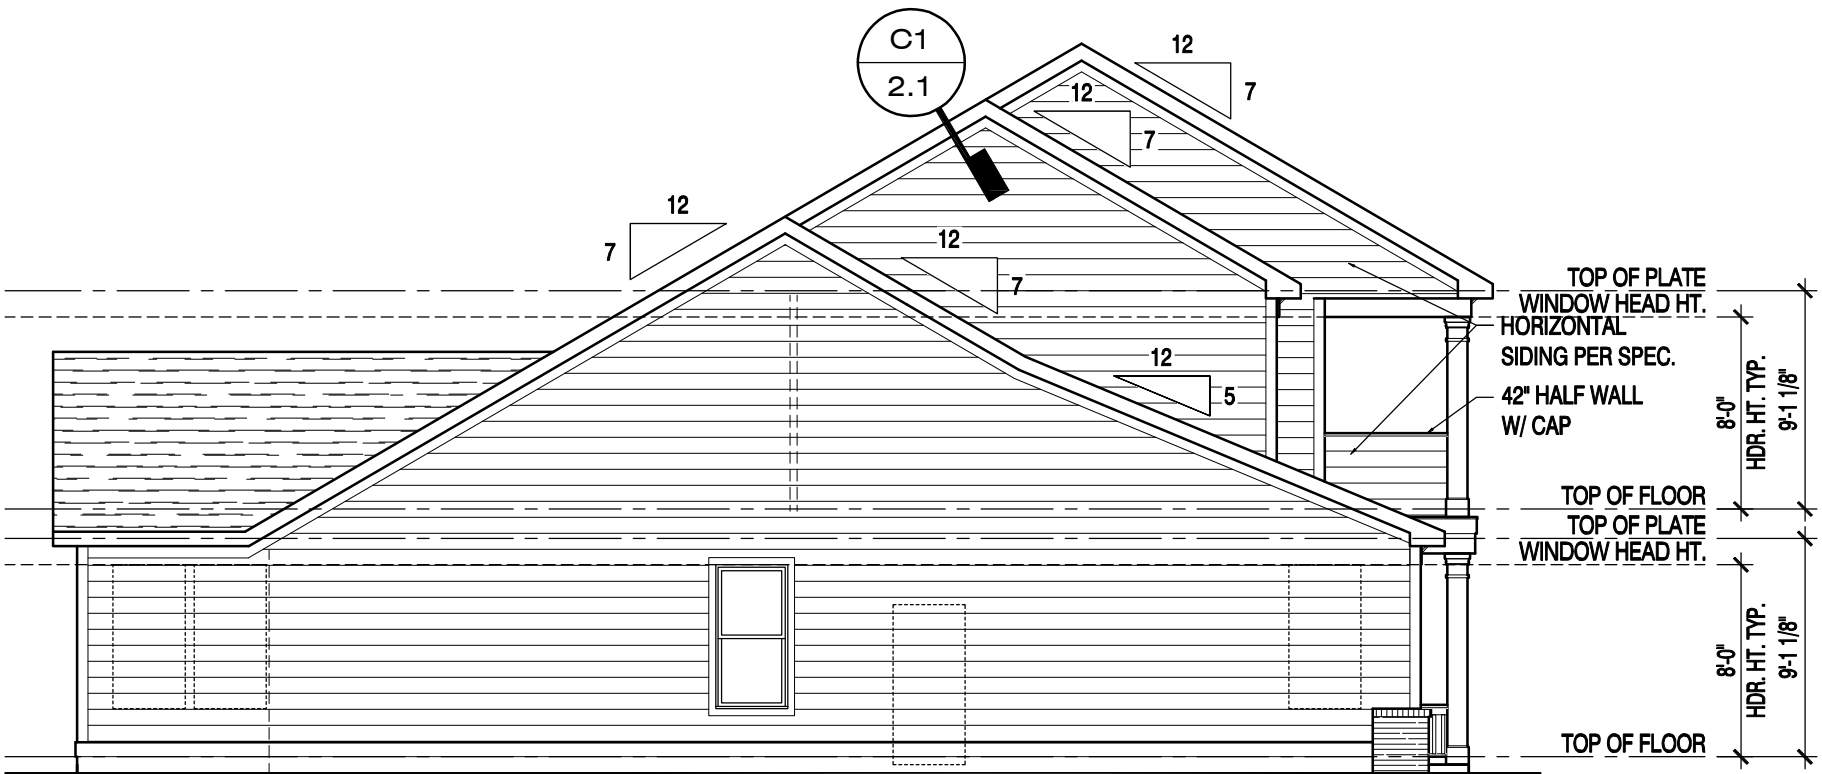 C1
2.1
12
7
12
7
12
7
12
7
12
5
TOP OF PLATE
WINDOW HEAD HT.
HORIZONTAL
SIDING PER SPEC.
42" HALF WALL
W/ CAP
8'-0"
HDR. HT. TYP.
9'-1 1/8"
TOP OF FLOOR
TOP OF PLATE
WINDOW HEAD HT.
8'-0"
HDR. HT. TYP.
9'-1 1/8"
TOP OF FLOOR